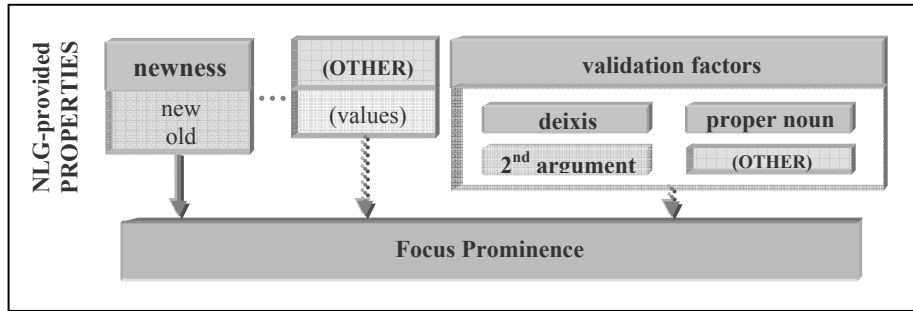 NLG-provided
PROPERTIES
newness
new
old
...
(OTHER)
(values)
validation factors
deixis
proper noun
2nd argument
(OTHER)
Focus Prominence